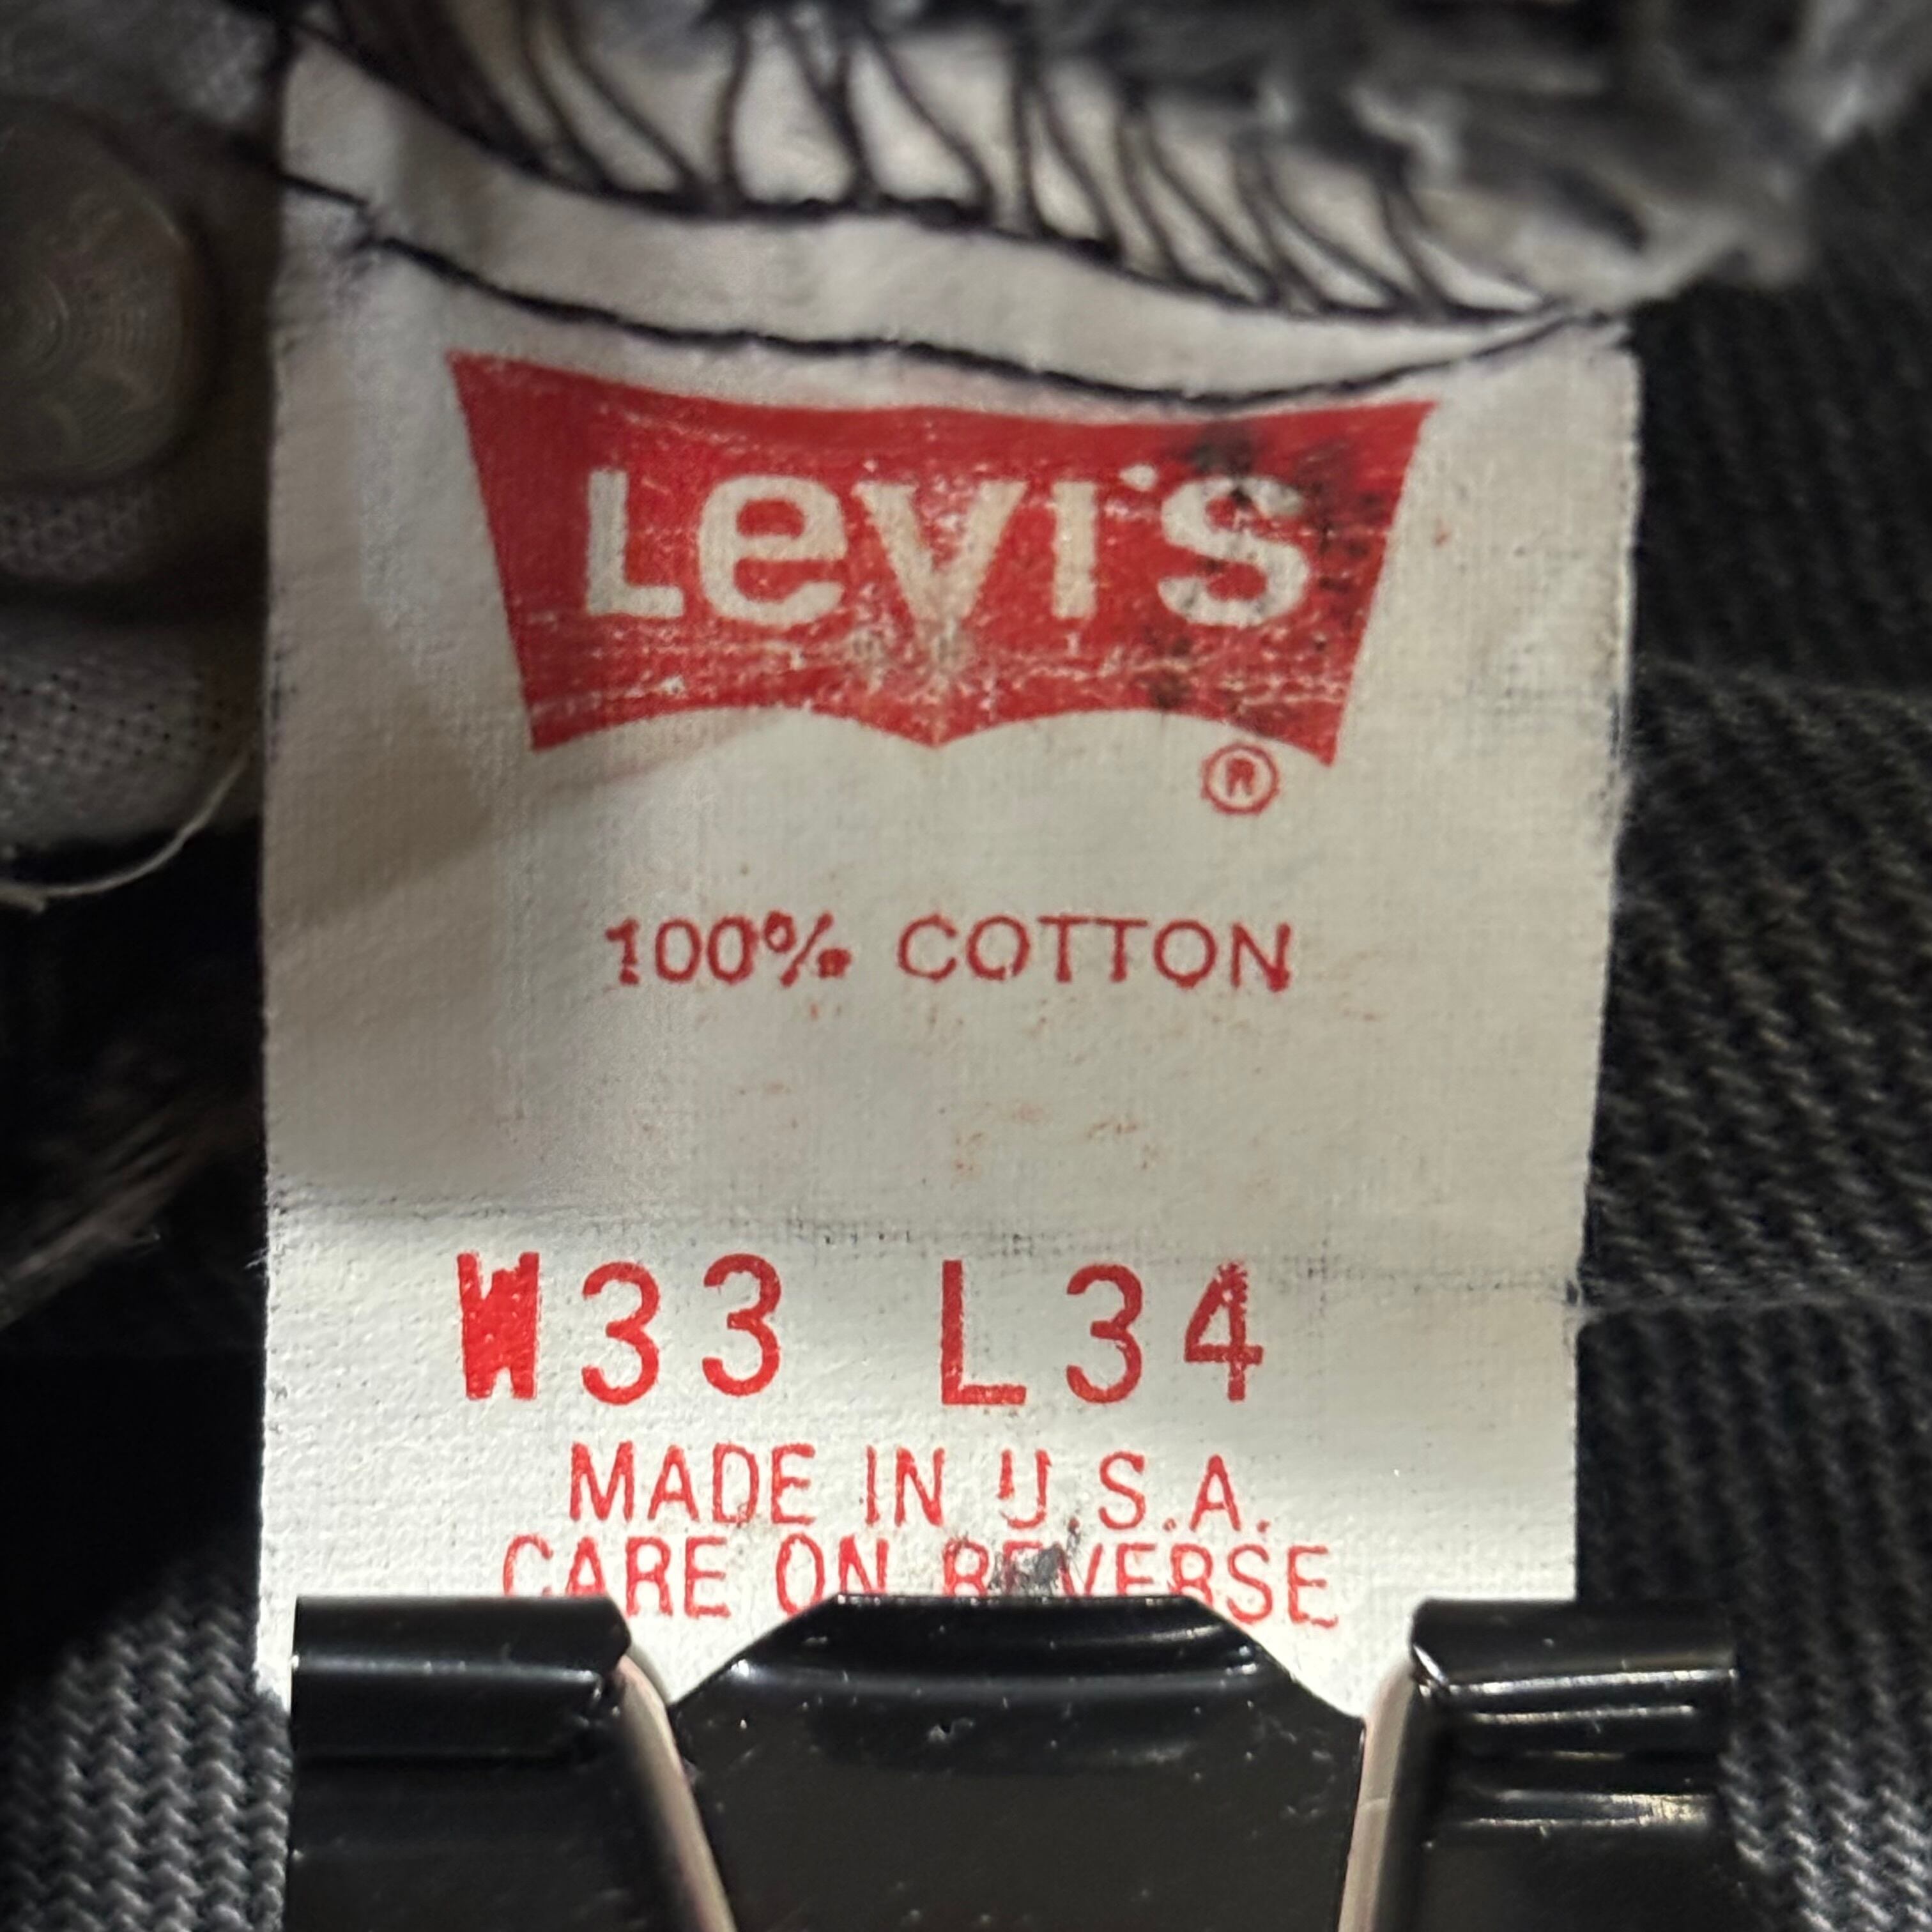 Levi's
®
100% COTTON
W33 L34
MADE IN U.S.A.
CARE ON REVERSE